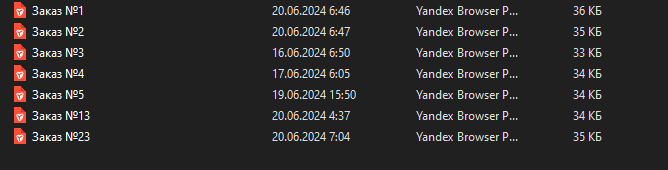 Заказ №1 20.06.2024 6:46 Yandex Browser P... 36 КБ
Заказ №2 20.06.2024 6:47 Yandex Browser P... 35 КБ
Заказ №3 16.06.2024 6:50 Yandex Browser P... 33 КБ
Заказ №4 17.06.2024 6:05 Yandex Browser P... 34 КБ
Заказ №5 19.06.2024 15:50 Yandex Browser P... 34 КБ
Заказ №13 20.06.2024 4:37 Yandex Browser P... 34 КБ
Заказ №23 20.06.2024 7:04 Yandex Browser P... 35 КБ